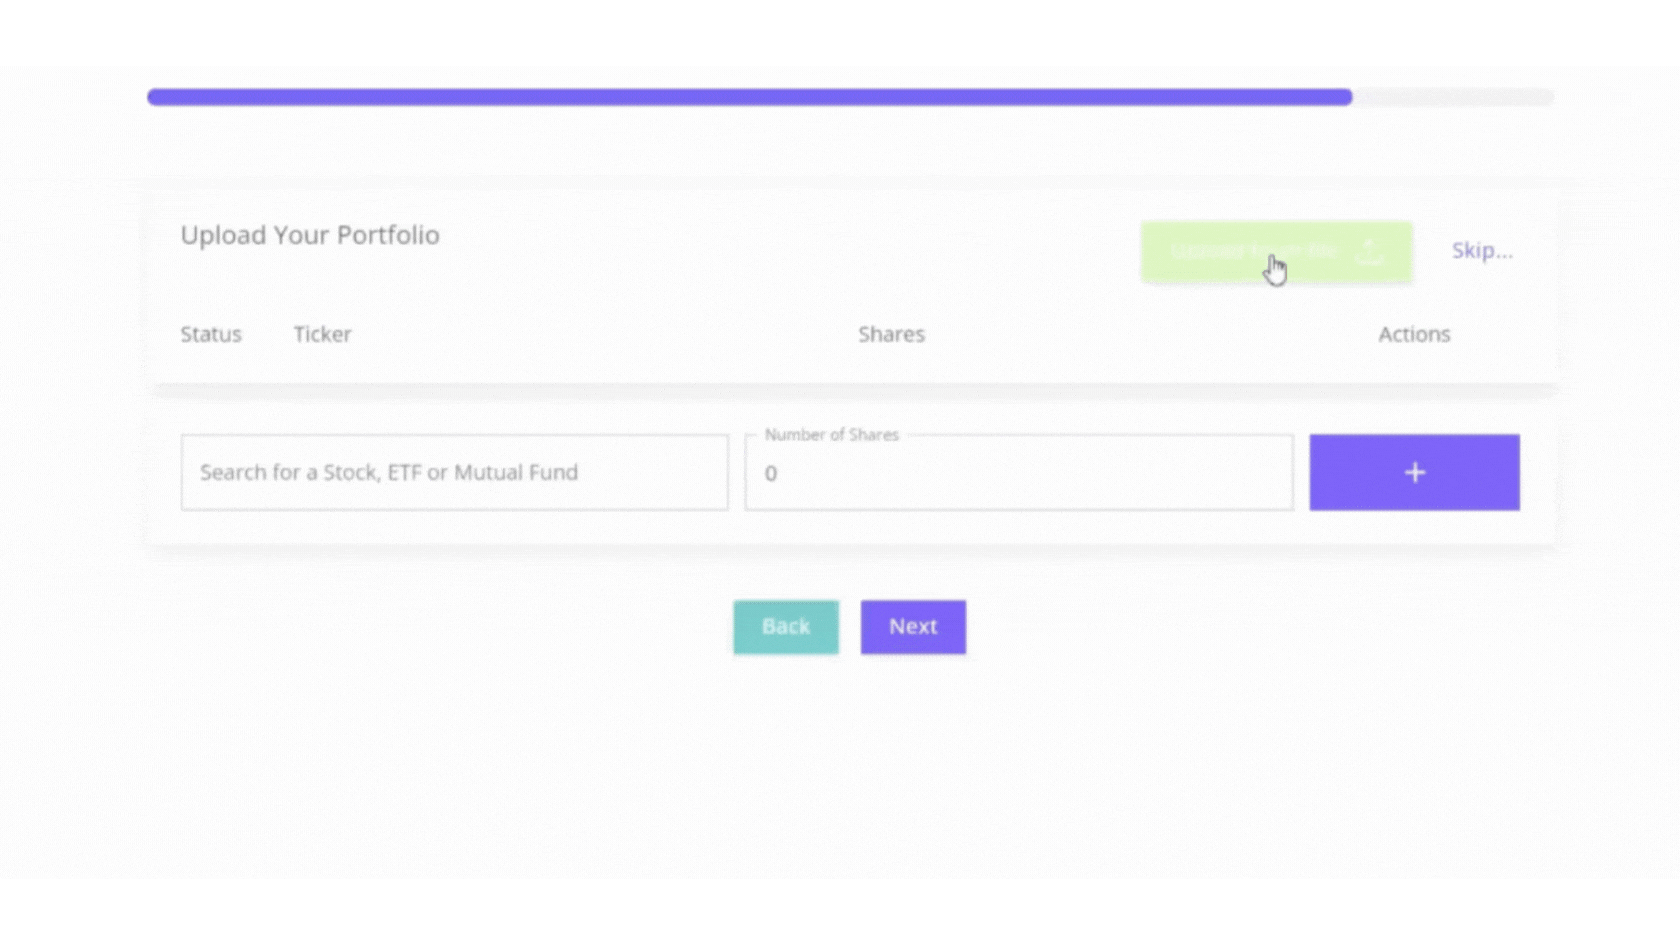 Upload Your Portfolio
Skip...
Status Ticker Shares Actions
Number of Shares
Search for a Stock, ETF or Mutual Fund
0
+
Back
Next